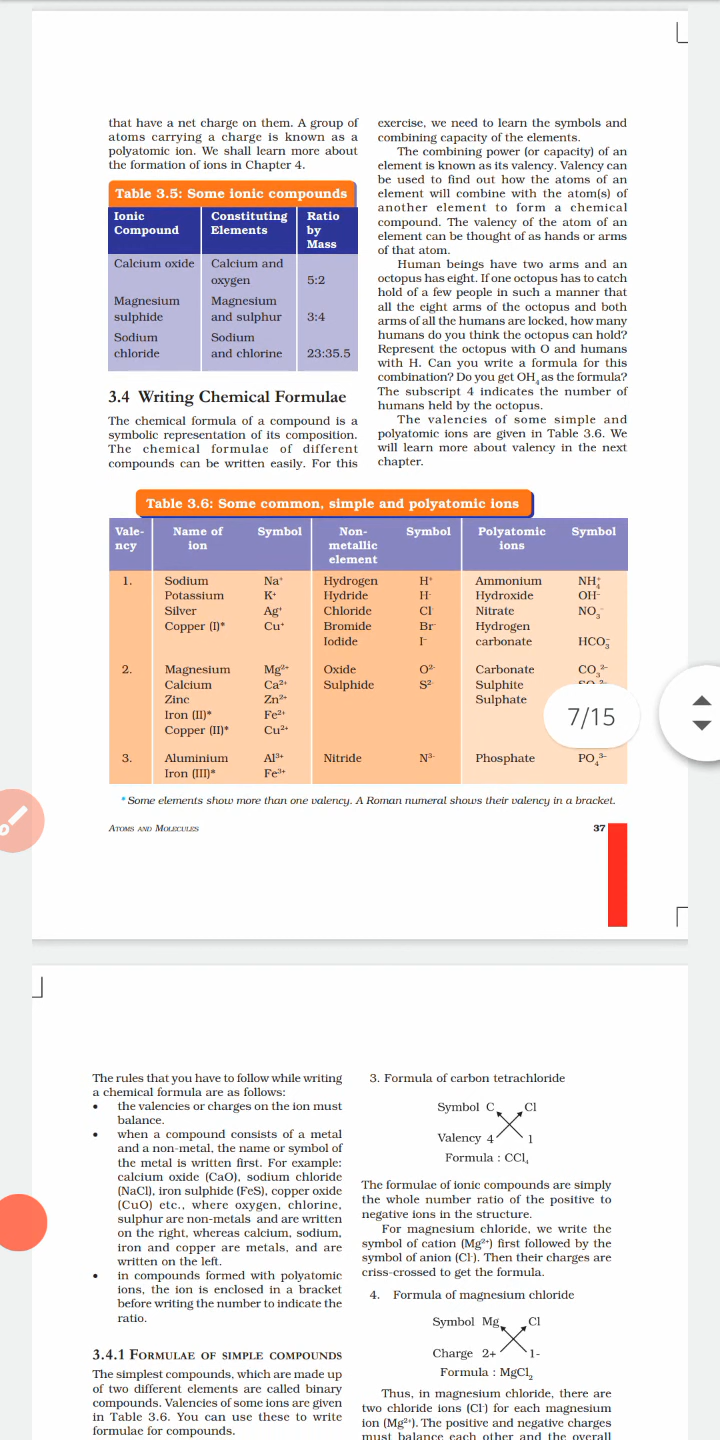 that have a net charge on them. A group of
atoms carrying a charge is known as a
polyatomic ion. We shall learn more about
the formation of ions in Chapter 4.
Table 3.5: Some ionic compounds
Ionic Compound Constituting Elements Ratio by Mass
Calcium oxide Calcium and oxygen 5:2
Magnesium sulphide Magnesium and sulphur 3:4
Sodium chloride Sodium and chlorine 23:35.5
3.4 Writing Chemical Formulae
The chemical formula of a compound is a
symbolic representation of its composition.
The chemical formulae of different
compounds can be written easily. For this
exercise, we need to learn the symbols and
combining capacity of the elements.
The combining power (or capacity) of an
element is known as its valency. Valency can
be used to find out how the atoms of an
element will combine with the atom(s) of
another element to form a chemical
compound. The valency of the atom of an
element can be thought of as hands or arms
of that atom.
Human beings have two arms and an
octopus has eight. If one octopus has to catch
hold of a few people in such a manner that
all the eight arms of the octopus and both
arms of all the humans are locked, how many
humans do you think the octopus can hold?
Represent the octopus with O and humans
with H. Can you write a formula for this
combination? Do you get OH₄ as the formula?
The subscript 4 indicates the number of
humans held by the octopus.
The valencies of some simple and
polyatomic ions are given in Table 3.6. We
will learn more about valency in the next
chapter.
Table 3.6: Some common, simple and polyatomic ions
Vale- Name of Symbol Non- Symbol Polyatomic Symbol
ncy ion metallic ions
element
1. Sodium Na⁺ Hydrogen H⁺ Ammonium NH₄⁺
Potassium K⁺ Hydride H⁻ Hydroxide OH⁻
Silver Ag⁺ Chloride Cl⁻ Nitrate NO₃⁻
Copper (I)* Cu⁺ Bromide Br⁻ Hydrogen
Iodide I⁻ carbonate HCO₃⁻
2. Magnesium Mg²⁺ Oxide O²⁻ Carbonate CO₃²⁻
Calcium Ca²⁺ Sulphide S²⁻ Sulphite
Zinc Zn²⁺ Sulphate
Iron (II)* Fe²⁺
Copper (II)* Cu²⁺
7/15
3. Aluminium Al³⁺ Nitride N³⁻ Phosphate PO₄³⁻
Iron (III)* Fe³⁺
* Some elements show more than one valency. A Roman numeral shows their valency in a bracket.
ATOMS AND MOLECULES 37
The rules that you have to follow while writing
a chemical formula are as follows:
• the valencies or charges on the ion must
balance.
• when a compound consists of a metal
and a non-metal, the name or symbol of
the metal is written first. For example:
calcium oxide (CaO), sodium chloride
(NaCl), iron sulphide (FeS), copper oxide
(CuO) etc., where oxygen, chlorine,
sulphur are non-metals and are written
on the right, whereas calcium, sodium,
iron and copper are metals, and are
written on the left.
• in compounds formed with polyatomic
ions, the ion is enclosed in a bracket
before writing the number to indicate the
ratio.
3.4.1 FORMULAE OF SIMPLE COMPOUNDS
The simplest compounds, which are made up
of two different elements are called binary
compounds. Valencies of some ions are given
in Table 3.6. You can use these to write
formulae for compounds.
3. Formula of carbon tetrachloride
Symbol C Cl
Valency 4 1
Formula : CCl₄
The formulae of ionic compounds are simply
the whole number ratio of the positive to
negative ions in the structure.
For magnesium chloride, we write the
symbol of cation (Mg²⁺) first followed by the
symbol of anion (Cl⁻). Then their charges are
criss-crossed to get the formula.
4. Formula of magnesium chloride
Symbol Mg Cl
Charge 2+ 1-
Formula : MgCl₂
Thus, in magnesium chloride, there are
two chloride ions (Cl⁻) for each magnesium
ion (Mg²⁺). The positive and negative charges
must balance each other and the overall